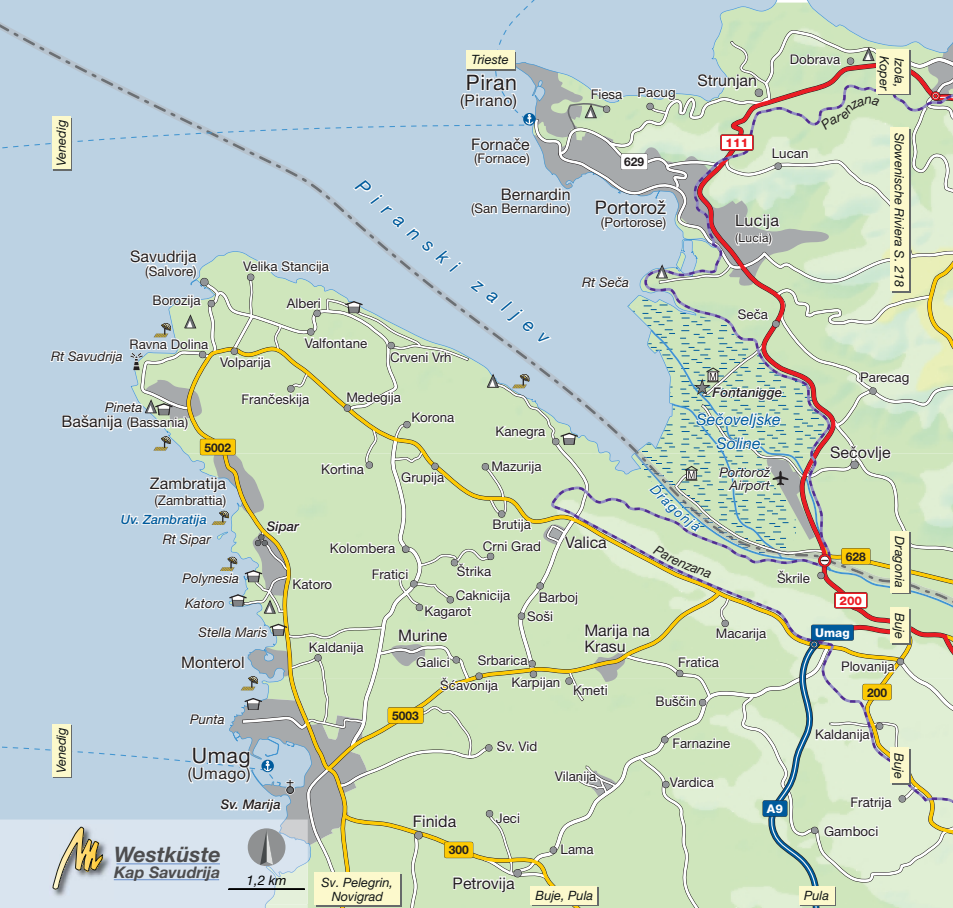 Trieste
Piran
(Pirano)
Fiesa
Pacug
Strunjan
Dobrava
Izola,
Koper
Parenzana
Venedig
Fornače
(Fornace)
629
111
Lucan
Slowenische Riviera S. 218
Bernardin
(San Bernardino)
Portorož
(Portorose)
Lucija
(Lucia)
Piranski zaljev
Savudrija
(Salvore)
Velika Stancija
Rt Seča
Borozija
Alberi
Seča
Ravna Dolina
Valfontane
Rt Savudrija
Volparija
Crveni Vrh
Parecag
Frančeskija
Medegija
Fontanigge
Pineta
Bašanija (Bassania)
Korona
Sečoveljske
Soline
Kanegra
5002
Sečovlje
Kortina
Grupija
Mazurija
Portorož
Airport
Zambratija
(Zambrattia)
Dragonja
Uv. Zambratija
Sipar
Brutija
Rt Sipar
Valica
Kolombera
Crni Grad
Parenzana
628
Dragonia
Polynesia
Katoro
Fratici
Štrika
Škrile
Katoro
Caknicija
Barboj
200
Kagarot
Soši
Stella Maris
Murine
Marija na
Krasu
Macarija
Umag
Buje
Kaldanija
Monterol
Galici
Srbarica
Fratica
Plovanija
Šćavonija
Karpijan
Kmeti
200
Buščin
Punta
5003
Kaldanija
Venedig
Umag
(Umago)
Sv. Vid
Farnazine
Buje
Vilanija
Vardica
Sv. Marija
Fratrija
A9
Finida
Jeci
Gamboci
Westküste
Kap Savudrija
300
Lama
1,2 km
Petrovija
Sv. Pelegrin,
Novigrad
Buje, Pula
Pula